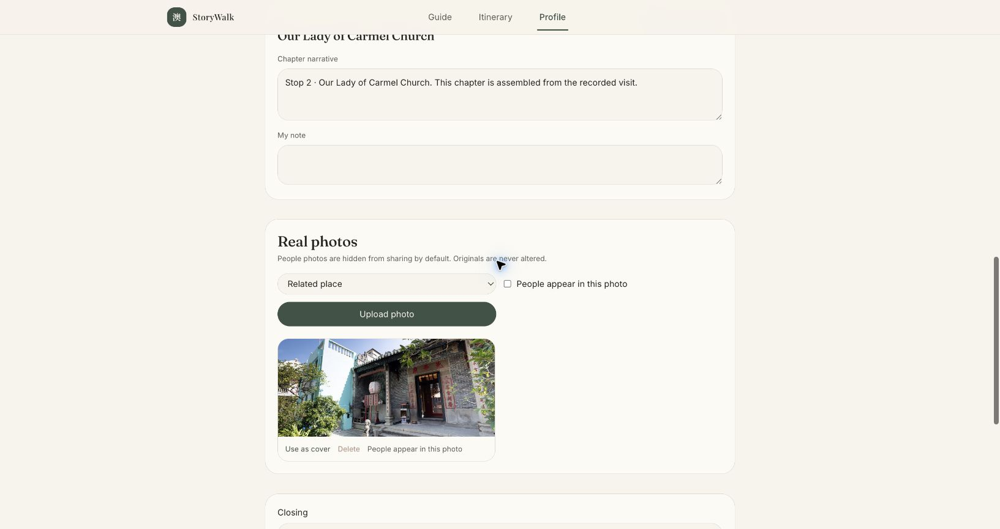 澳 StoryWalk
Guide Itinerary Profile
Our Lady of Carmel Church
Chapter narrative
Stop 2 · Our Lady of Carmel Church. This chapter is assembled from the recorded visit.
My note
Real photos
People photos are hidden from sharing by default. Originals are never altered.
Related place
People appear in this photo
Upload photo
Use as cover Delete People appear in this photo
Closing